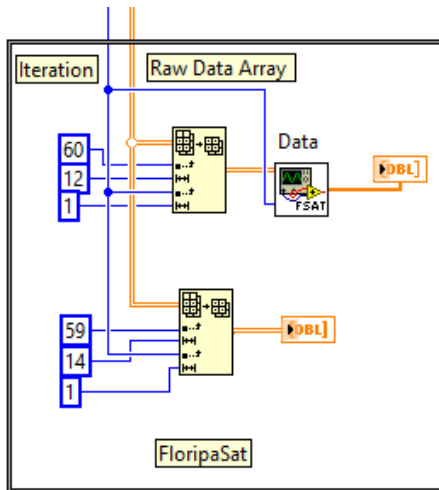 Iteration
Raw Data Array
60
12
1
Data
FSAT
DBL]
59
14
1
DBL]
FloripaSat